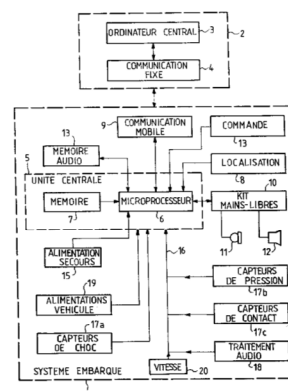 ORDINATEUR CENTRAL
3
2
COMMUNICATION
FIXE
4
9
COMMUNICATION
MOBILE
COMMANDE
13
13
MEMOIRE
AUDIO
LOCALISATION
8
5
UNITE CENTRALE
10
MEMOIRE
7
MICROPROCESSEUR
6
KIT
MAINS-LIBRES
11
12
ALIMENTATION
SECOURS
15
16
19
ALIMENTATIONS
VEHICULE
CAPTEURS
DE PRESSION
17b
17a
CAPTEURS
DE CHOC
CAPTEURS
DE CONTACT
17c
TRAITEMENT
AUDIO
18
VITESSE
20
SYSTEME EMBARQUE